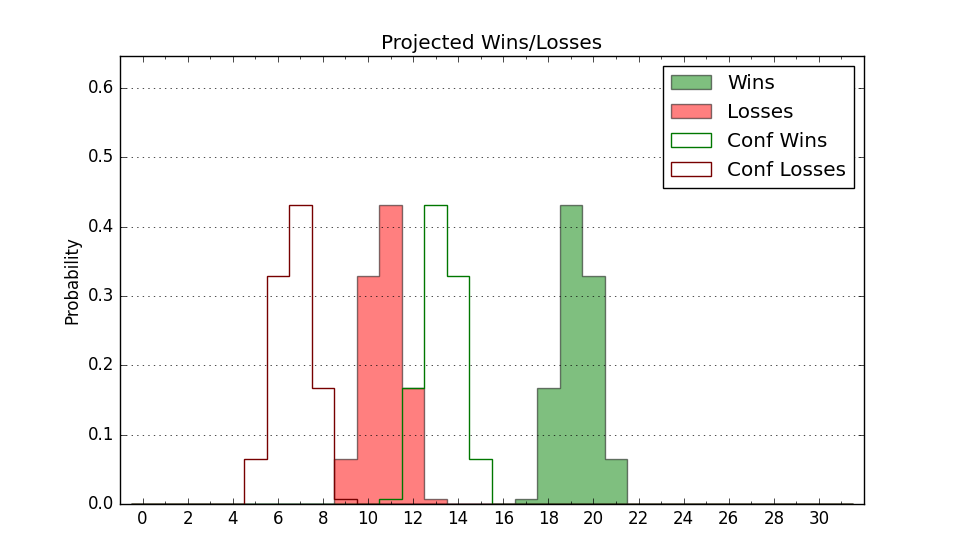 Projected Wins/Losses
Wins
Losses
Conf Wins
Conf Losses
Probability
0.6
0.5
0.4
0.3
0.2
0.1
0.0
0 2 4 6 8 10 12 14 16 18 20 22 24 26 28 30